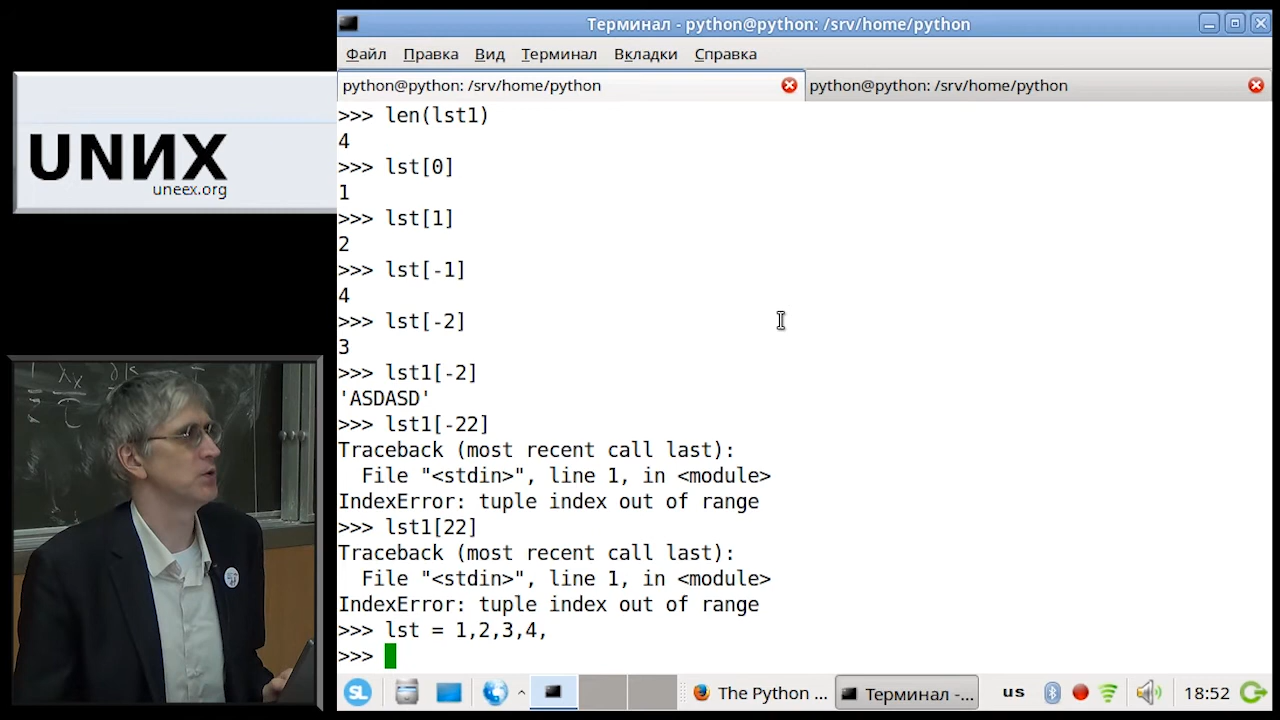 Терминал - python@python: /srv/home/python
Файл Правка Вид Терминал Вкладки Справка
python@python: /srv/home/python python@python: /srv/home/python
UNИX
uneex.org
>>> len(lst1)
4
>>> lst[0]
1
>>> lst[1]
2
>>> lst[-1]
4
>>> lst[-2]
3
>>> lst1[-2]
'ASDASD'
>>> lst1[-22]
Traceback (most recent call last):
  File "<stdin>", line 1, in <module>
IndexError: tuple index out of range
>>> lst1[22]
Traceback (most recent call last):
  File "<stdin>", line 1, in <module>
IndexError: tuple index out of range
>>> lst = 1,2,3,4,
>>>
SL The Python ... Терминал -... us 18:52